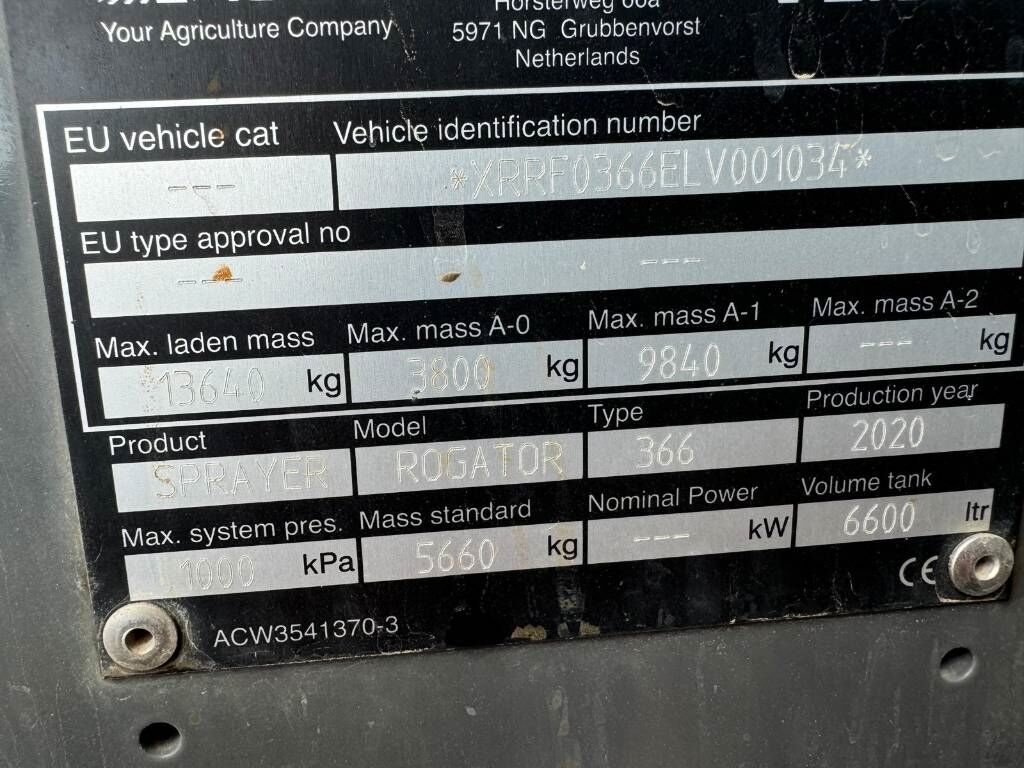 Your Agriculture Company
5971 NG Grubbenvorst
Netherlands
EU vehicle cat
Vehicle identification number
---
*XRRF0366ELV001034*
EU type approval no
--- ---
Max. laden mass Max. mass A-0 Max. mass A-1 Max. mass A-2
13640 kg 3800 kg 9840 kg --- kg
Product Model Type Production year
SPRAYER ROGATOR 366 2020
Max. system pres. Mass standard Nominal Power Volume tank
1000 kPa 5660 kg --- kW 6600 ltr
CE
ACW3541370-3